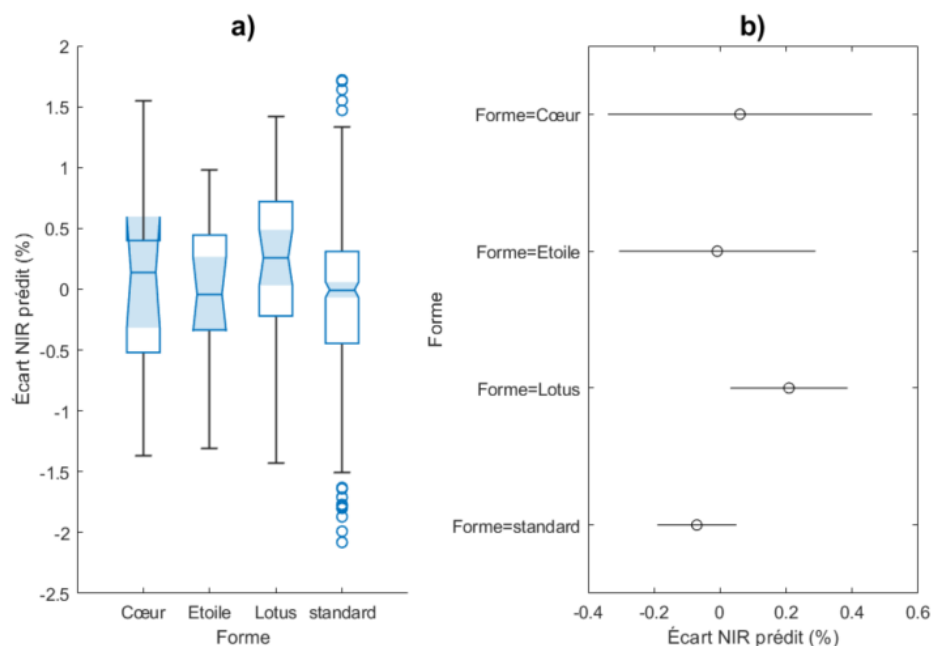 a)
Écart NIR prédit (%)
2
1.5
1
0.5
0
-0.5
-1
-1.5
-2
-2.5
Cœur Etoile Lotus standard
Forme
b)
Forme
Forme=Cœur
Forme=Etoile
Forme=Lotus
Forme=standard
-0.4 -0.2 0 0.2 0.4 0.6
Écart NIR prédit (%)